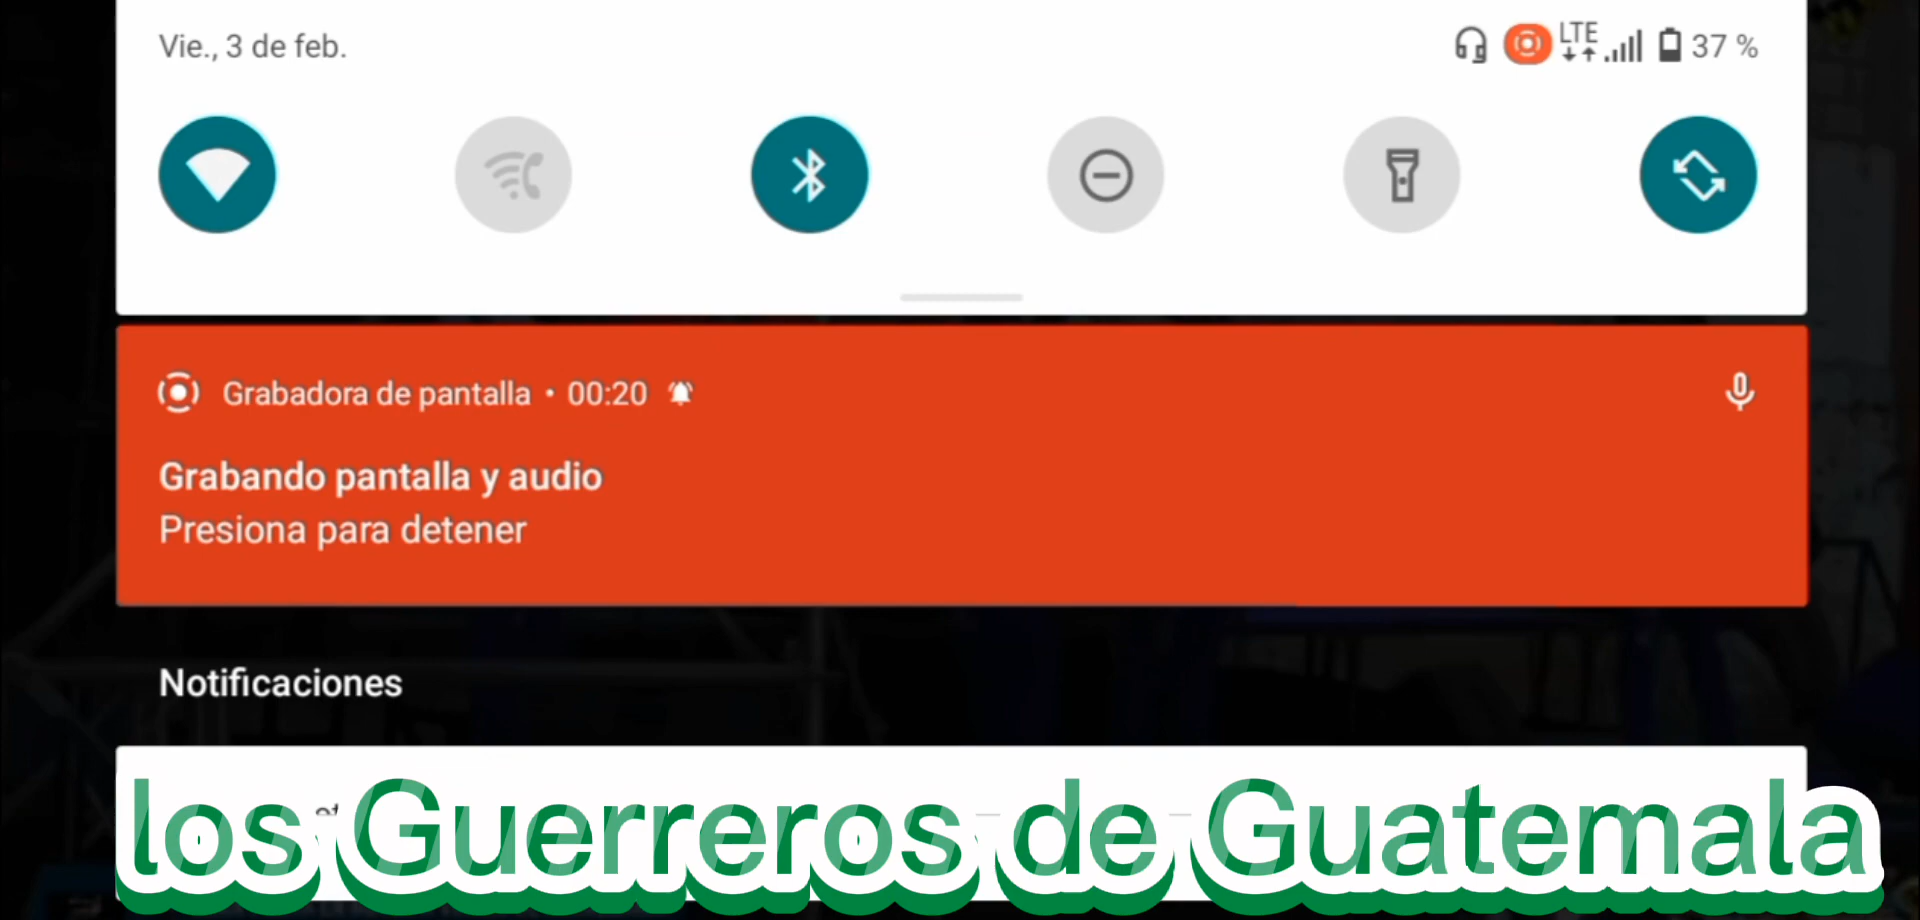 Vie., 3 de feb.
LTE
37 %
Grabadora de pantalla • 00:20
Grabando pantalla y audio
Presiona para detener
Notificaciones
los Guerreros de Guatemala